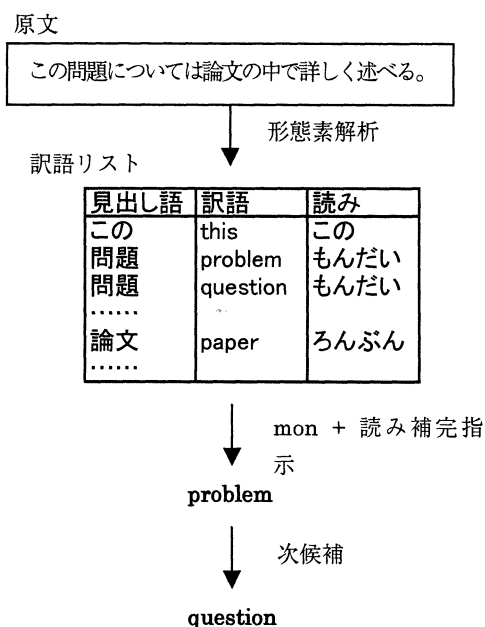 原文
この問題については論文の中で詳しく述べる。
形態素解析
訳語リスト
見出し語 訳語 読み
この this この
問題 problem もんだい
問題 question もんだい
……
論文 paper ろんぶん
……
mon + 読み補完指
示
problem
次候補
question